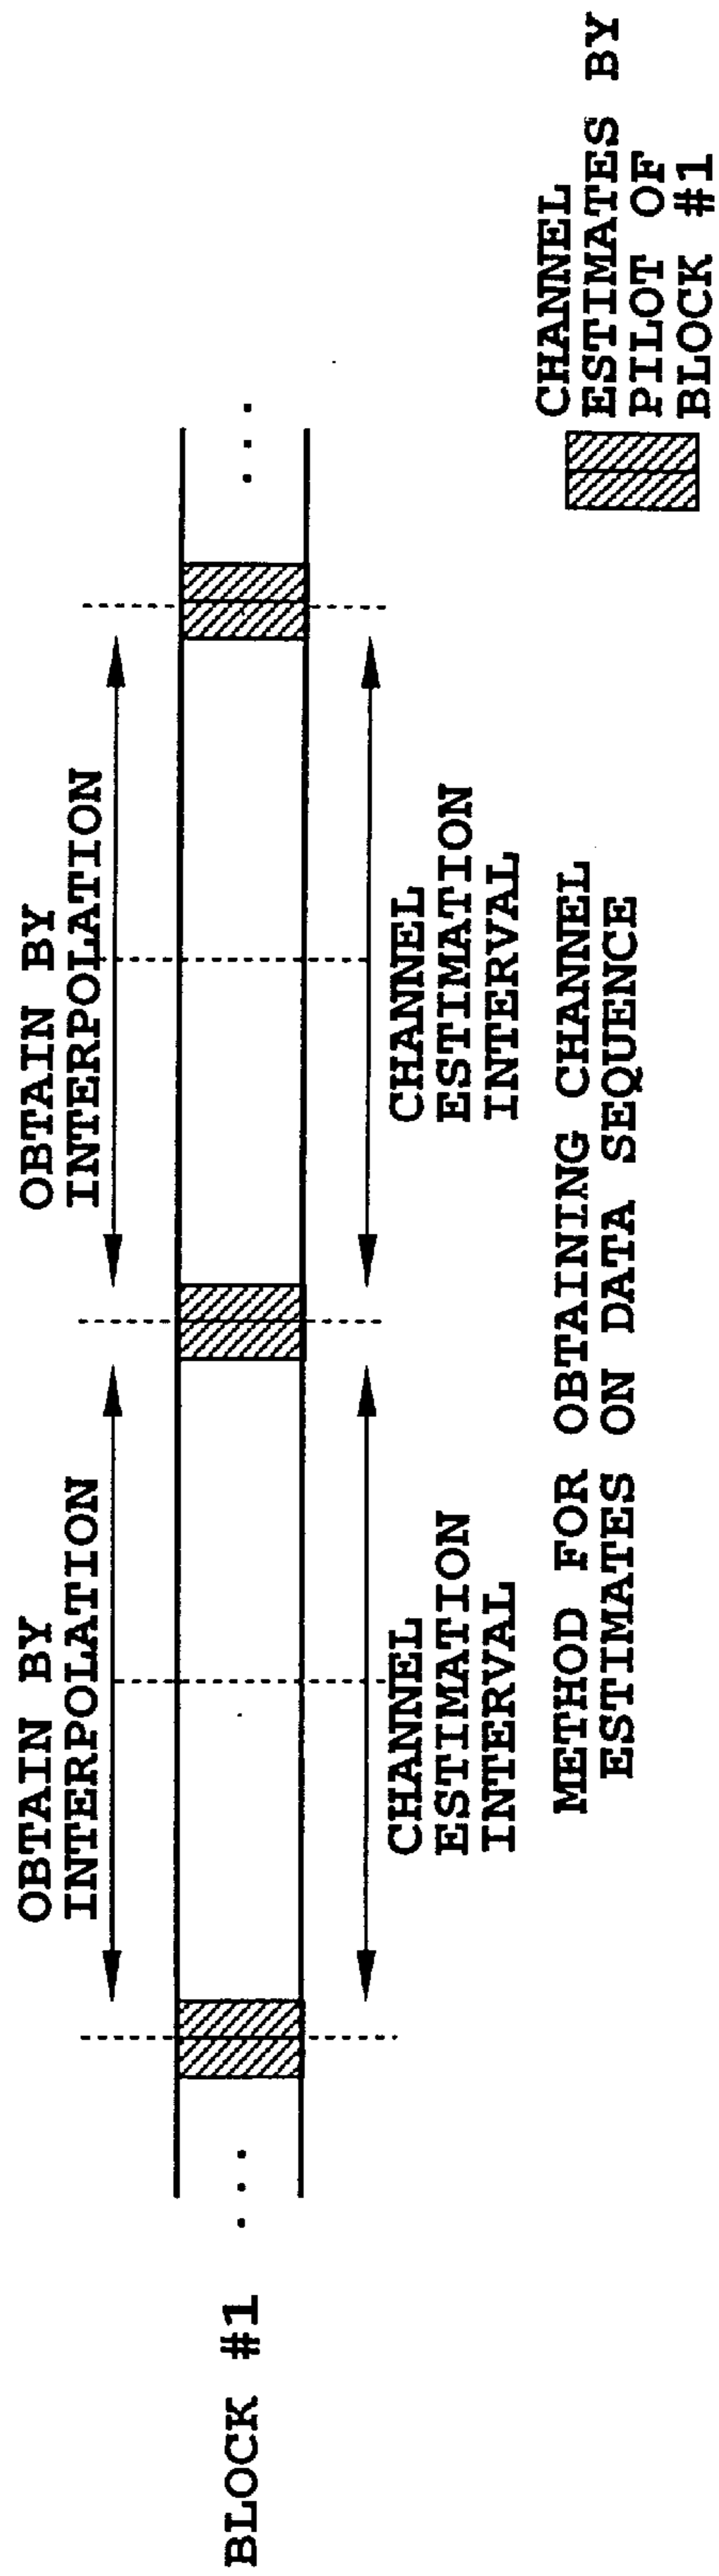 OBTAIN BY
INTERPOLATION
OBTAIN BY
INTERPOLATION
BLOCK #1
CHANNEL
ESTIMATION
INTERVAL
CHANNEL
ESTIMATION
INTERVAL
METHOD FOR OBTAINING CHANNEL
ESTIMATES ON DATA SEQUENCE
CHANNEL
ESTIMATES BY
PILOT OF
BLOCK #1